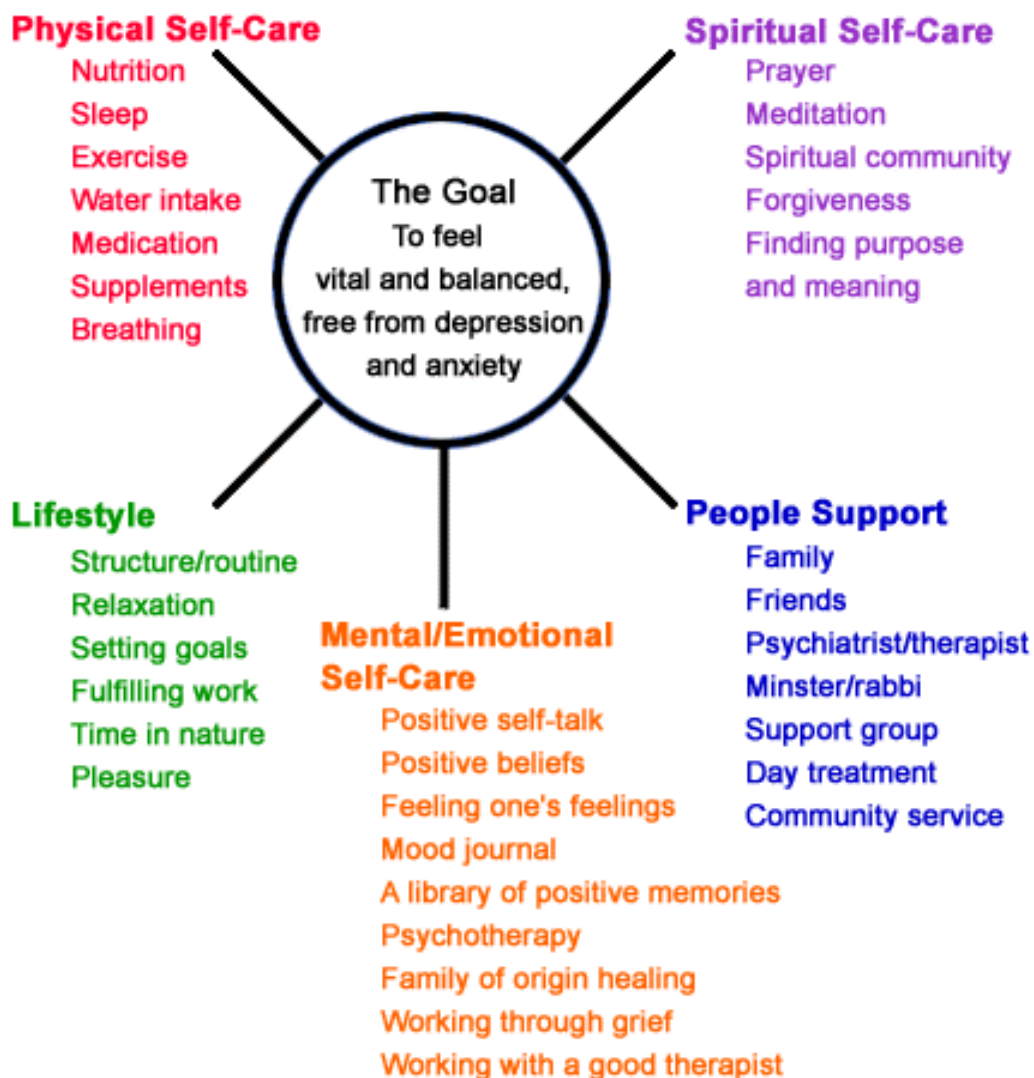 Physical Self-Care
Nutrition
Sleep
Exercise
Water intake
Medication
Supplements
Breathing
Spiritual Self-Care
Prayer
Meditation
Spiritual community
Forgiveness
Finding purpose
and meaning
The Goal
To feel
vital and balanced,
free from depression
and anxiety
Lifestyle
Structure/routine
Relaxation
Setting goals
Fulfilling work
Time in nature
Pleasure
Mental/Emotional
Self-Care
Positive self-talk
Positive beliefs
Feeling one's feelings
Mood journal
A library of positive memories
Psychotherapy
Family of origin healing
Working through grief
Working with a good therapist
People Support
Family
Friends
Psychiatrist/therapist
Minster/rabbi
Support group
Day treatment
Community service